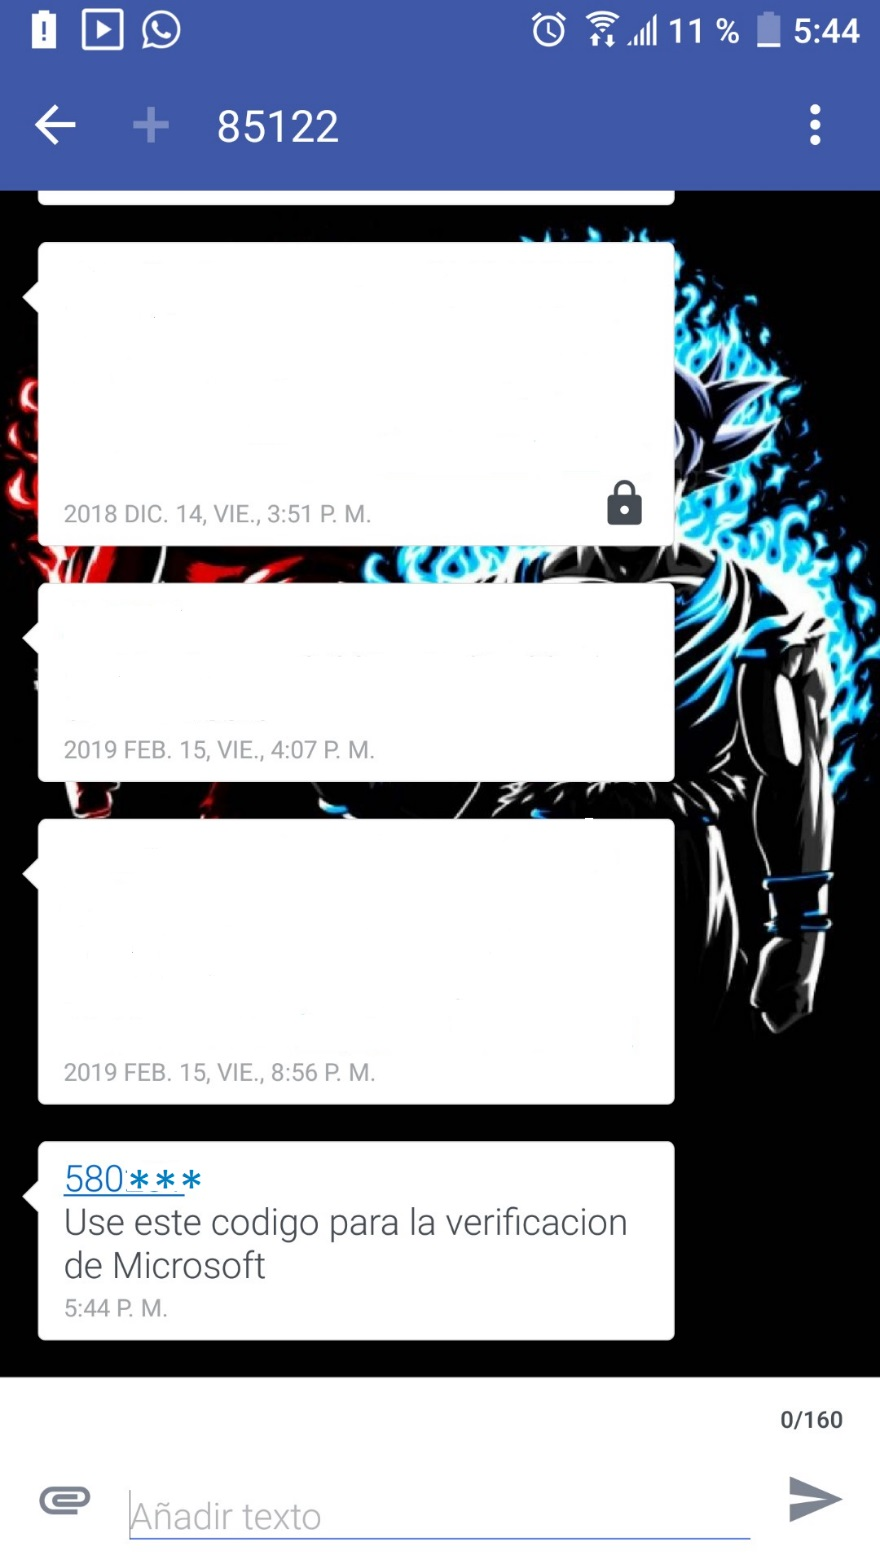 11 % 5:44
85122
2018 DIC. 14, VIE., 3:51 P. M.
2019 FEB. 15, VIE., 4:07 P. M.
2019 FEB. 15, VIE., 8:56 P. M.
580***
Use este codigo para la verificacion
de Microsoft
5:44 P. M.
0/160
Añadir texto